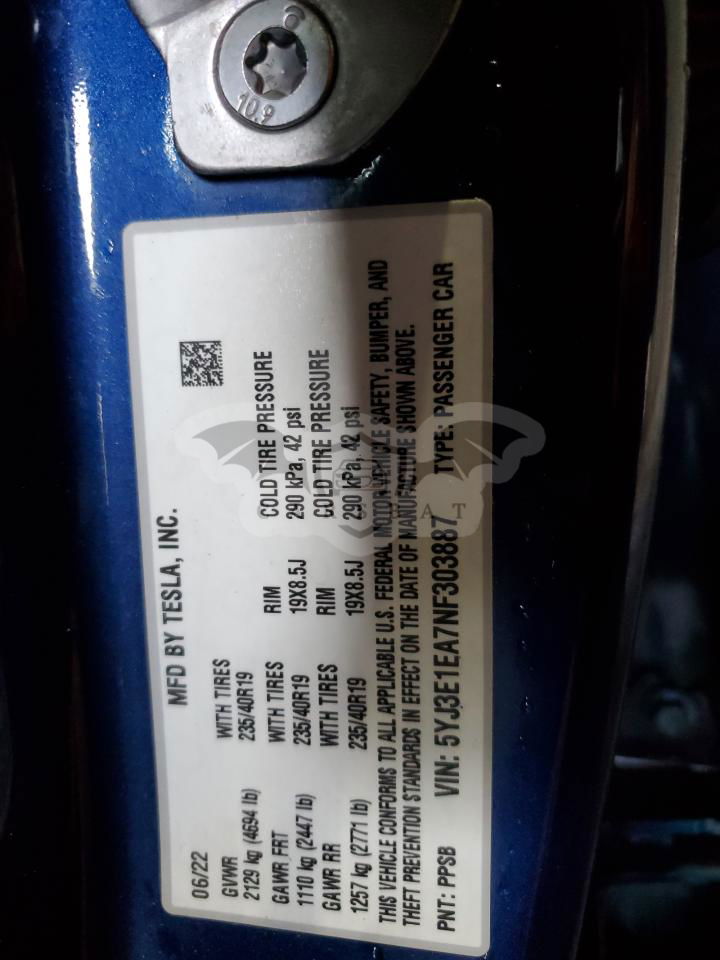 6
10.9
MFD BY TESLA, INC.
06/22
GVWR WITH TIRES
2129 kg (4694 lb) 235/40R19
GAWR FRT WITH TIRES RIM COLD TIRE PRESSURE
1110 kg (2447 lb) 235/40R19 19X8.5J 290 kPa, 42 psi
GAWR RR WITH TIRES RIM COLD TIRE PRESSURE
1257 kg (2771 lb) 235/40R19 19X8.5J 290 kPa, 42 psi
THIS VEHICLE CONFORMS TO ALL APPLICABLE U.S. FEDERAL MOTOR VEHICLE SAFETY, BUMPER, AND
THEFT PREVENTION STANDARDS IN EFFECT ON THE DATE OF MANUFACTURE SHOWN ABOVE.
PNT: PPSB VIN: 5YJ3E1EA7NF303887 TYPE: PASSENGER CAR